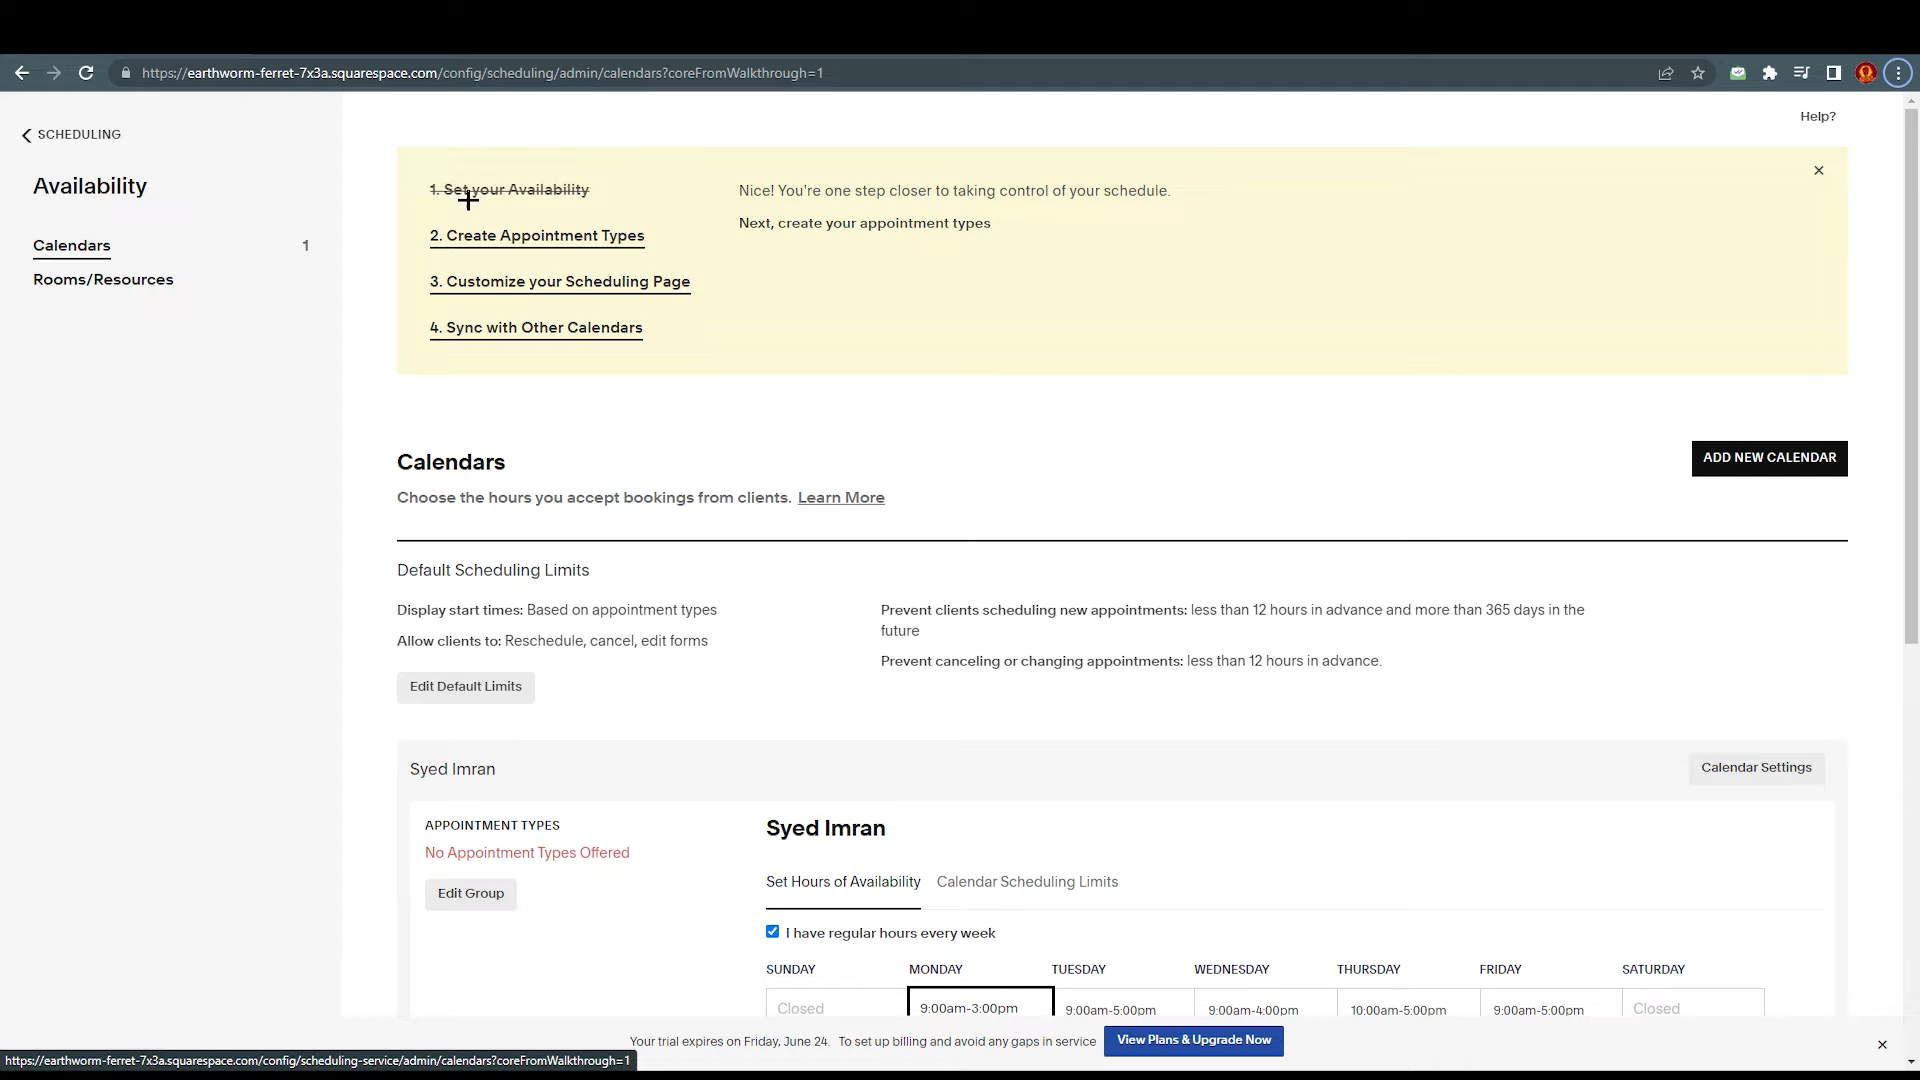 https://earthworm-ferret-7x3a.squarespace.com/config/scheduling/admin/calendars?coreFromWalkthrough=1
Help?
SCHEDULING
Availability
Calendars 1
Rooms/Resources
1. Set your Availability
2. Create Appointment Types
3. Customize your Scheduling Page
4. Sync with Other Calendars
Nice! You're one step closer to taking control of your schedule.
Next, create your appointment types
Calendars
ADD NEW CALENDAR
Choose the hours you accept bookings from clients. Learn More
Default Scheduling Limits
Display start times: Based on appointment types
Allow clients to: Reschedule, cancel, edit forms
Prevent clients scheduling new appointments: less than 12 hours in advance and more than 365 days in the
future
Prevent canceling or changing appointments: less than 12 hours in advance.
Edit Default Limits
Syed Imran
Calendar Settings
APPOINTMENT TYPES
No Appointment Types Offered
Edit Group
Syed Imran
Set Hours of Availability Calendar Scheduling Limits
I have regular hours every week
SUNDAY MONDAY TUESDAY WEDNESDAY THURSDAY FRIDAY SATURDAY
Closed 9:00am-3:00pm 9:00am-5:00pm 9:00am-4:00pm 10:00am-5:00pm 9:00am-5:00pm Closed
Your trial expires on Friday, June 24. To set up billing and avoid any gaps in service View Plans & Upgrade Now
https://earthworm-ferret-7x3a.squarespace.com/config/scheduling-service/admin/calendars?coreFromWalkthrough=1